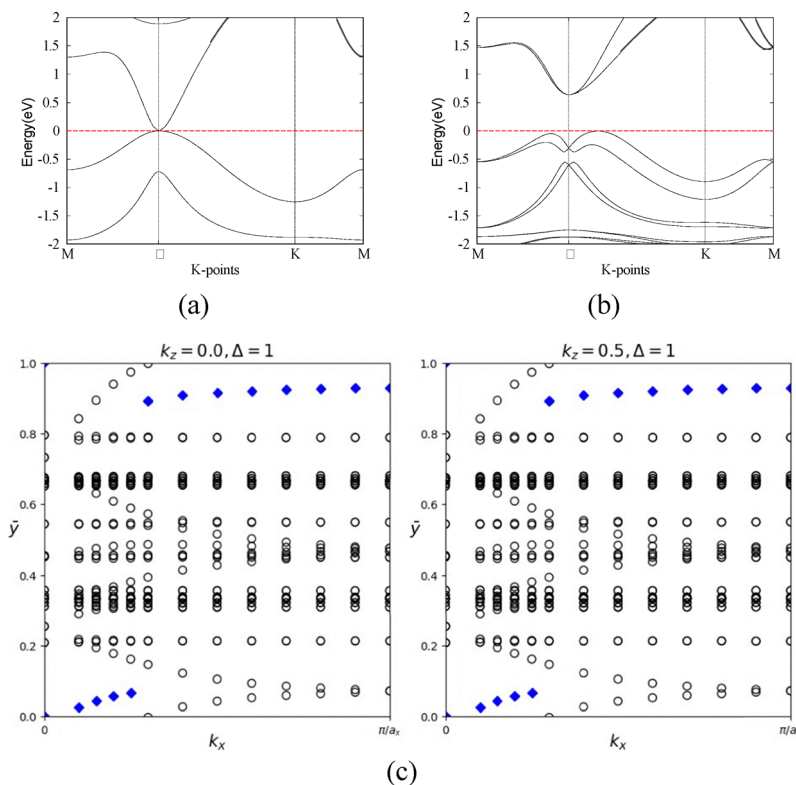 2
1.5
1
0.5
0
-0.5
-1
-1.5
-2
Energy(eV)
M □ K M
K-points
(a)
2
1.5
1
0.5
0
-0.5
-1
-1.5
-2
Energy(eV)
M □ K M
K-points
(b)
k_z = 0.0, Δ = 1
1.0
0.8
0.6
0.4
0.2
0.0
ȳ
0 π/a_x
k_x
k_z = 0.5, Δ = 1
1.0
0.8
0.6
0.4
0.2
0.0
ȳ
0 π/a
k_x
(c)